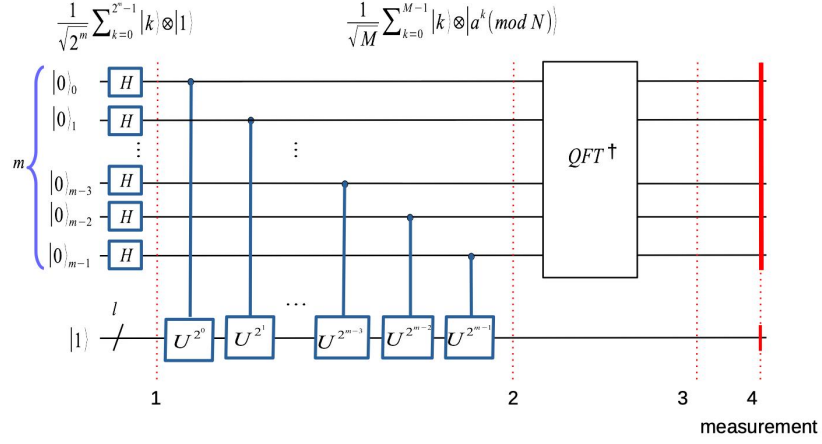 1/√2^m ∑_{k=0}^{2^m−1} |k⟩⊗|1⟩
1/√M ∑_{k=0}^{M−1} |k⟩⊗|a^k (mod N)⟩
|0⟩_0 H
|0⟩_1 H
⋮ ⋮
m
QFT†
|0⟩_{m−3} H
|0⟩_{m−2} H
|0⟩_{m−1} H
...
l
|1⟩ U^{2^0} U^{2^1} U^{2^{m−3}} U^{2^{m−2}} U^{2^{m−1}}
1 2 3 4
measurement